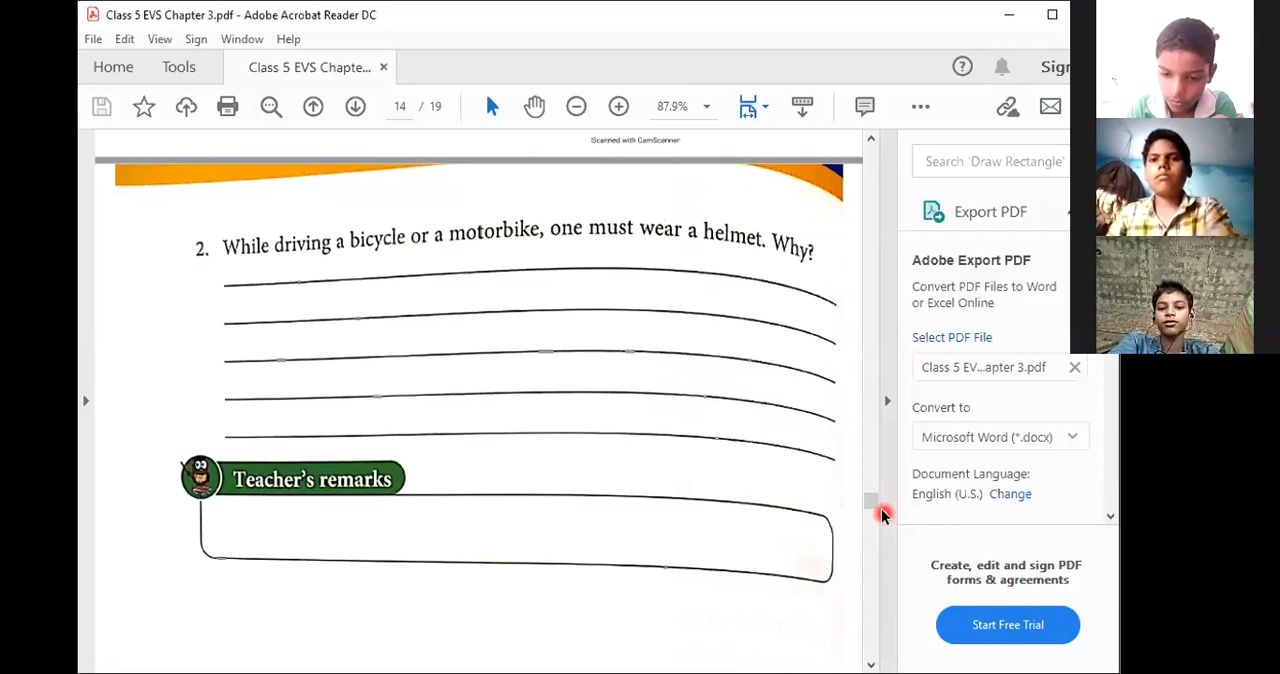 Class 5 EVS Chapter 3.pdf - Adobe Acrobat Reader DC
File Edit View Sign Window Help
Home Tools Class 5 EVS Chapte... × Sign
14 / 19 87.9%
Scanned with CamScanner
2. While driving a bicycle or a motorbike, one must wear a helmet. Why?
Teacher's remarks
Search 'Draw Rectangle'
Export PDF
Adobe Export PDF
Convert PDF Files to Word
or Excel Online
Select PDF File
Class 5 EV...apter 3.pdf
Convert to
Microsoft Word (*.docx)
Document Language:
English (U.S.) Change
Create, edit and sign PDF
forms & agreements
Start Free Trial